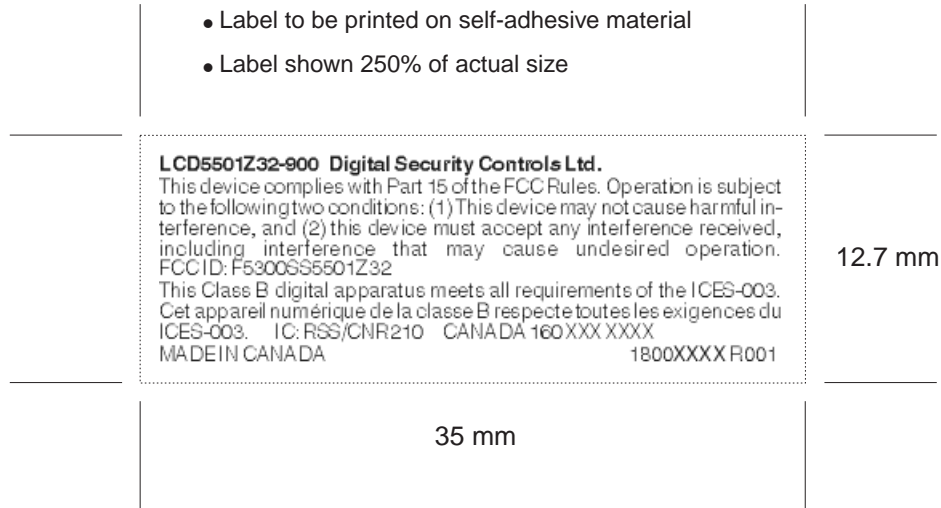 • Label to be printed on self-adhesive material
• Label shown 250% of actual size
LCD5501Z32-900 Digital Security Controls Ltd.
This device complies with Part 15 of the FCC Rules. Operation is subject
to the following two conditions: (1) This device may not cause harmful in-
terference, and (2) this device must accept any interference received,
including interference that may cause undesired operation.
FCC ID: F5300SS5501Z32
This Class B digital apparatus meets all requirements of the ICES-003.
Cet appareil numérique de la classe B respecte toutes les exigences du
ICES-003. IC: RSS/CNR210 CANADA 160 XXX XXXX
MADE IN CANADA 1800XXXX R001
12.7 mm
35 mm